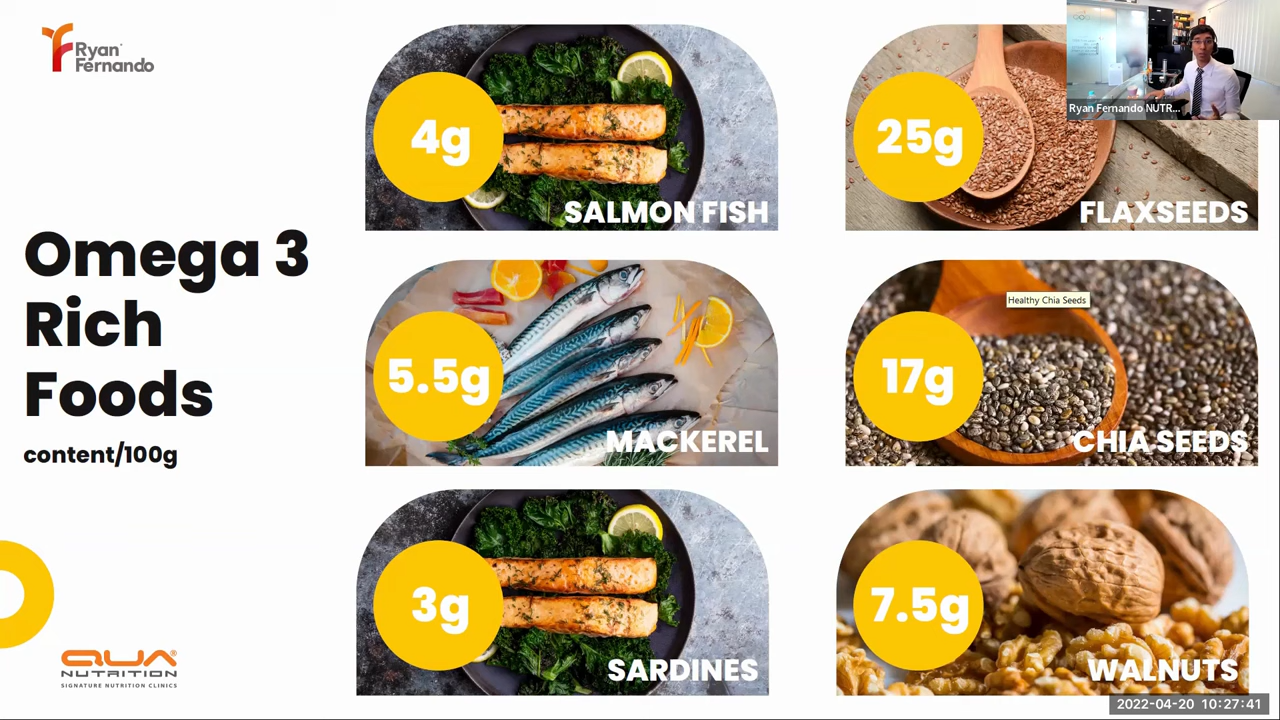 Ryan
Fernando
Omega 3
Rich
Foods
content/100g
QUA®
NUTRITION
SIGNATURE NUTRITION CLINICS
4g
SALMON FISH
25g
FLAXSEEDS
5.5g
MACKEREL
17g
Healthy Chia Seeds
CHIA SEEDS
3g
SARDINES
7.5g
WALNUTS
Ryan Fernando NUTR...
2022-04-20 10:27:41